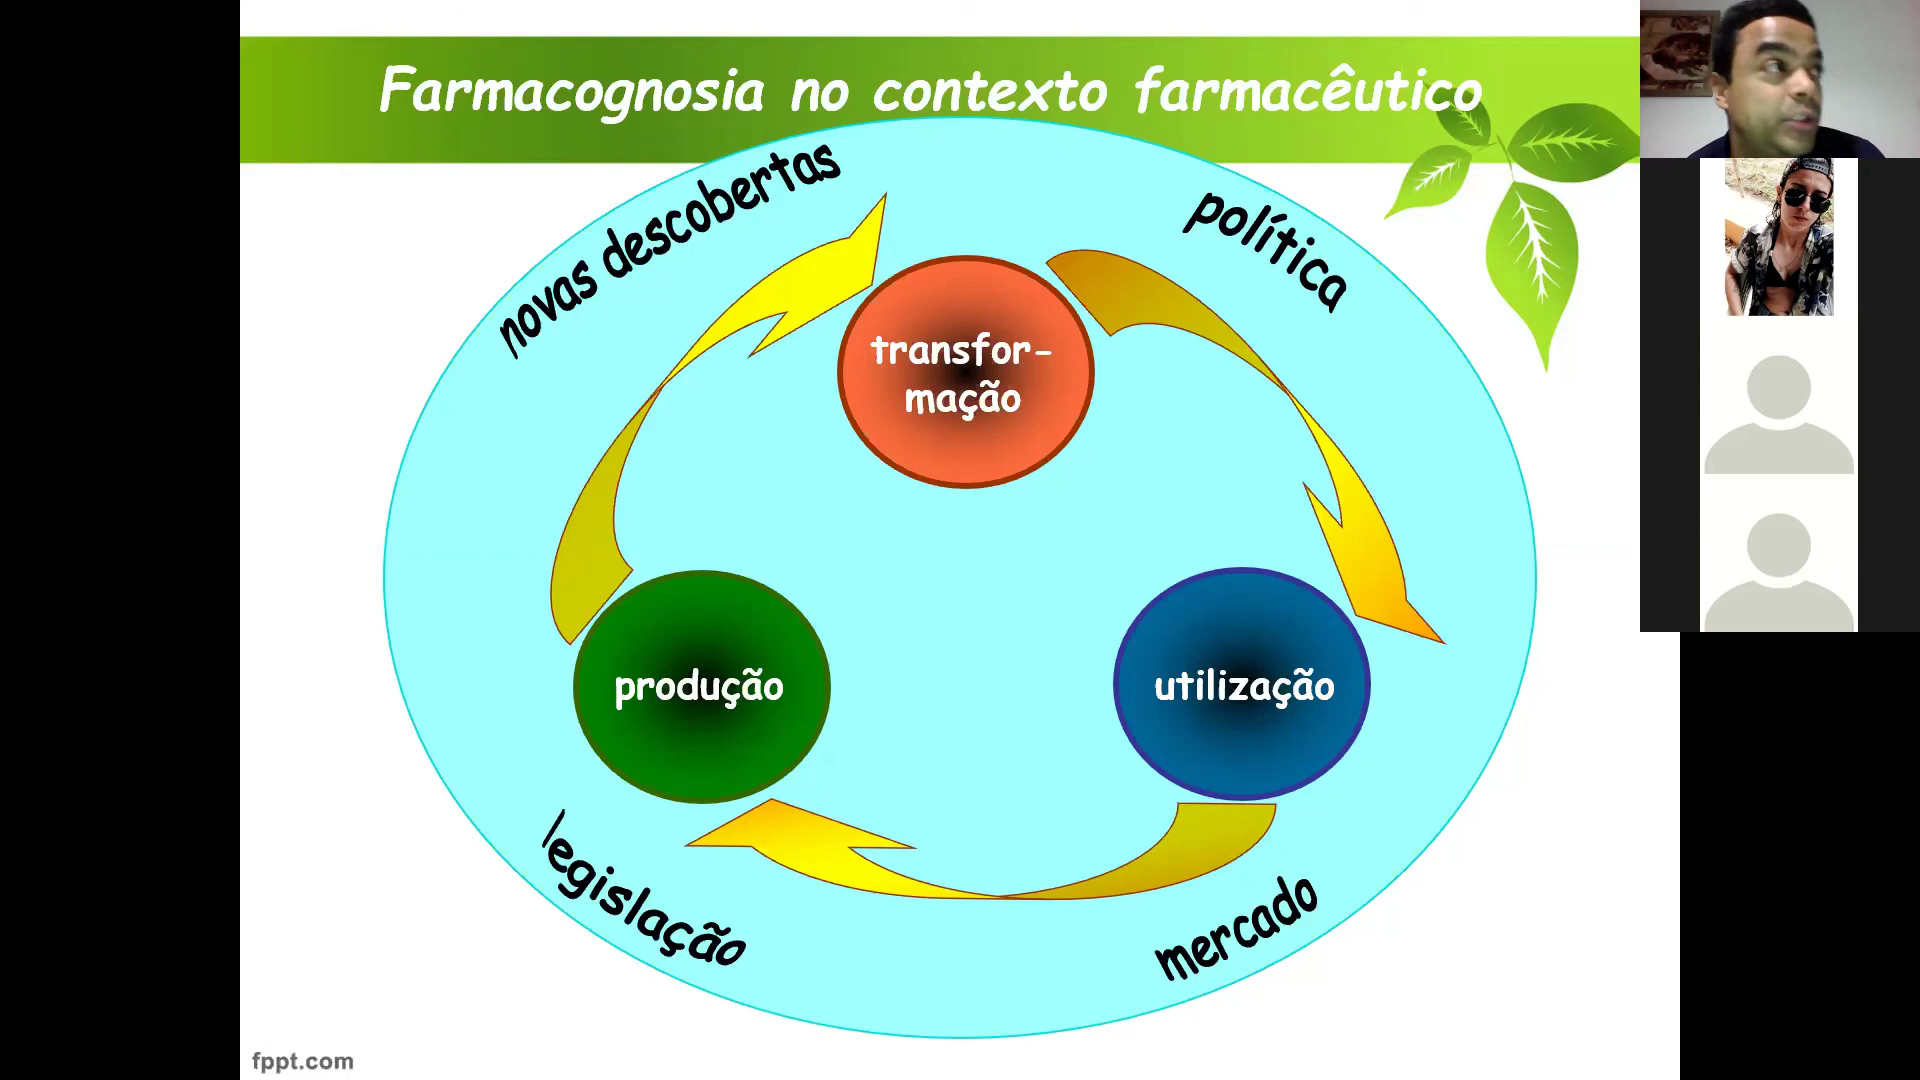 Farmacognosia no contexto farmacêutico
novas descobertas
política
transfor-
mação
produção
utilização
legislação
mercado
fppt.com